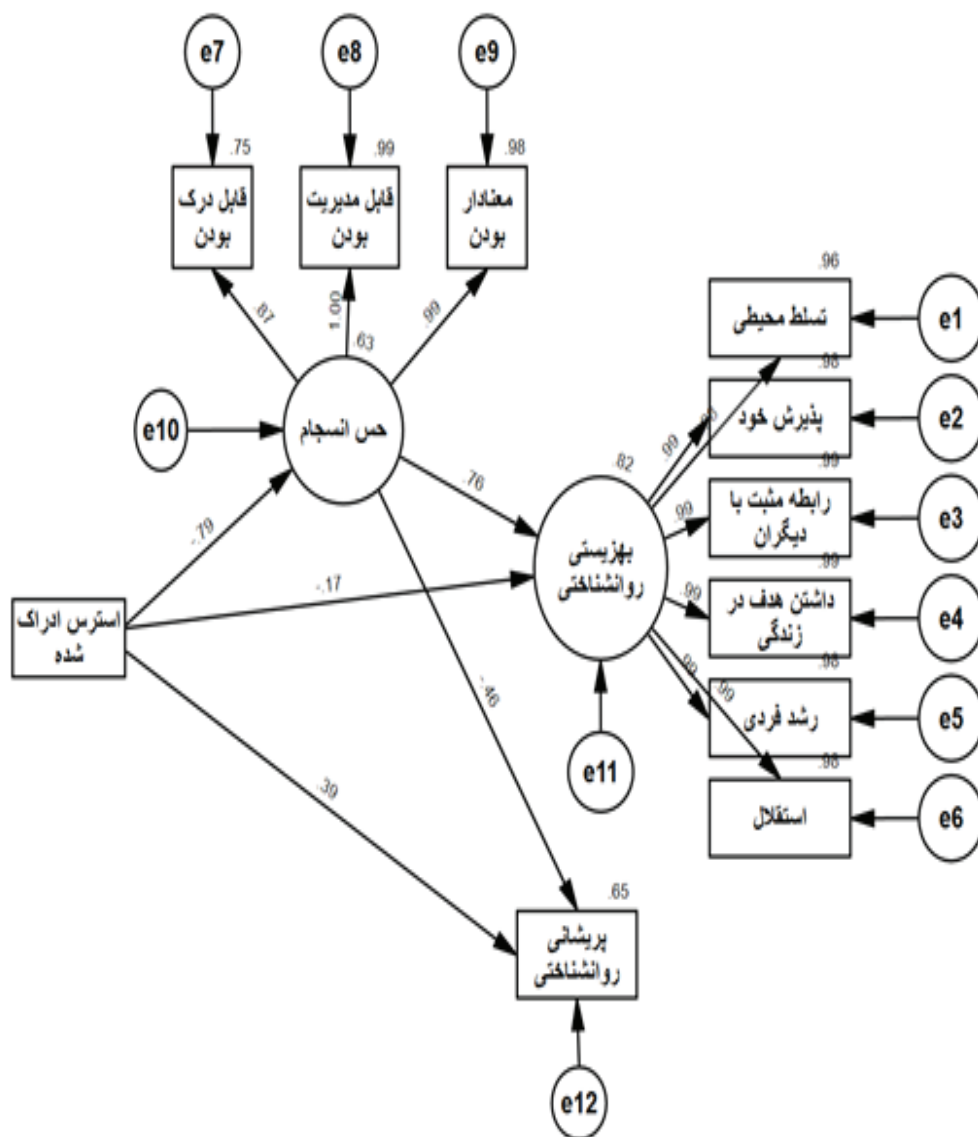 e7
e8
e9
.75
.99
.98
قابل درک
بودن
قابل مدیریت
بودن
معنادار
بودن
.87
1.00
.99
.63
e10
حس انسجام
.96
تسلط محیطی
e1
.98
پذیرش خود
e2
.99
.99
رابطه مثبت با
دیگران
e3
.99
.99
داشتن هدف در
زندگی
e4
.99
.98
رشد فردی
e5
.99
.98
استقلال
e6
.99
.82
بهزیستی
روانشناختی
.76
-.79
-.17
استرس ادراک
شده
-.46
.39
e11
.65
پریشانی
روانشناختی
e12